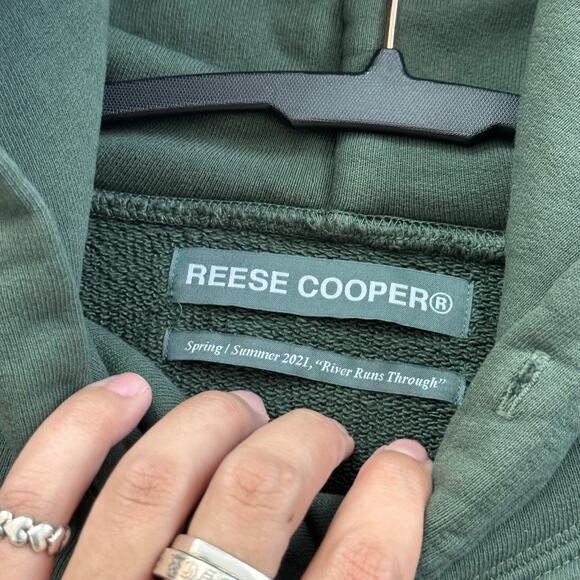 REESE COOPER®
Spring / Summer 2021, “River Runs Through”